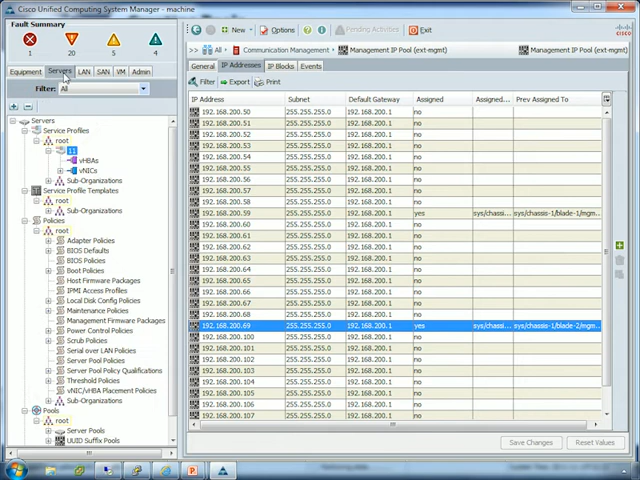 Cisco Unified Computing System Manager - machine
Fault Summary
1 20 5 4
New Options Pending Activities Exit
All Communication Management Management IP Pool (ext-mgmt) Management IP Pool (ext-mgmt)
Equipment Servers LAN SAN VM Admin
General IP Addresses IP Blocks Events
Filter: All
Filter Export Print
IP Address Subnet Default Gateway Assigned Assigned... Prev Assigned To
Servers
Service Profiles
root
11
vHBAs
vNICs
Sub-Organizations
Service Profile Templates
root
Sub-Organizations
Policies
root
Adapter Policies
BIOS Defaults
BIOS Policies
Boot Policies
Host Firmware Packages
IPMI Access Profiles
Local Disk Config Policies
Maintenance Policies
Management Firmware Packages
Power Control Policies
Scrub Policies
Serial over LAN Policies
Server Pool Policies
Server Pool Policy Qualifications
Threshold Policies
vNIC/vHBA Placement Policies
Sub-Organizations
Pools
root
Server Pools
UUID Suffix Pools
192.168.200.50 255.255.255.0 192.168.200.1 no
192.168.200.51 255.255.255.0 192.168.200.1 no
192.168.200.52 255.255.255.0 192.168.200.1 no
192.168.200.53 255.255.255.0 192.168.200.1 no
192.168.200.54 255.255.255.0 192.168.200.1 no
192.168.200.55 255.255.255.0 192.168.200.1 no
192.168.200.56 255.255.255.0 192.168.200.1 no
192.168.200.57 255.255.255.0 192.168.200.1 no
192.168.200.58 255.255.255.0 192.168.200.1 no
192.168.200.59 255.255.255.0 192.168.200.1 yes sys/chassi... sys/chassis-1/blade-1/mgm...
192.168.200.60 255.255.255.0 192.168.200.1 no
192.168.200.61 255.255.255.0 192.168.200.1 no
192.168.200.62 255.255.255.0 192.168.200.1 no
192.168.200.63 255.255.255.0 192.168.200.1 no
192.168.200.64 255.255.255.0 192.168.200.1 no
192.168.200.65 255.255.255.0 192.168.200.1 no
192.168.200.66 255.255.255.0 192.168.200.1 no
192.168.200.67 255.255.255.0 192.168.200.1 no
192.168.200.68 255.255.255.0 192.168.200.1 no
192.168.200.69 255.255.255.0 192.168.200.1 yes sys/chassi... sys/chassis-1/blade-2/mgm...
192.168.200.100 255.255.255.0 192.168.200.1 no
192.168.200.101 255.255.255.0 192.168.200.1 no
192.168.200.102 255.255.255.0 192.168.200.1 no
192.168.200.103 255.255.255.0 192.168.200.1 no
192.168.200.104 255.255.255.0 192.168.200.1 no
192.168.200.105 255.255.255.0 192.168.200.1 no
192.168.200.106 255.255.255.0 192.168.200.1 no
192.168.200.107 255.255.255.0 192.168.200.1 no
Save Changes Reset Values